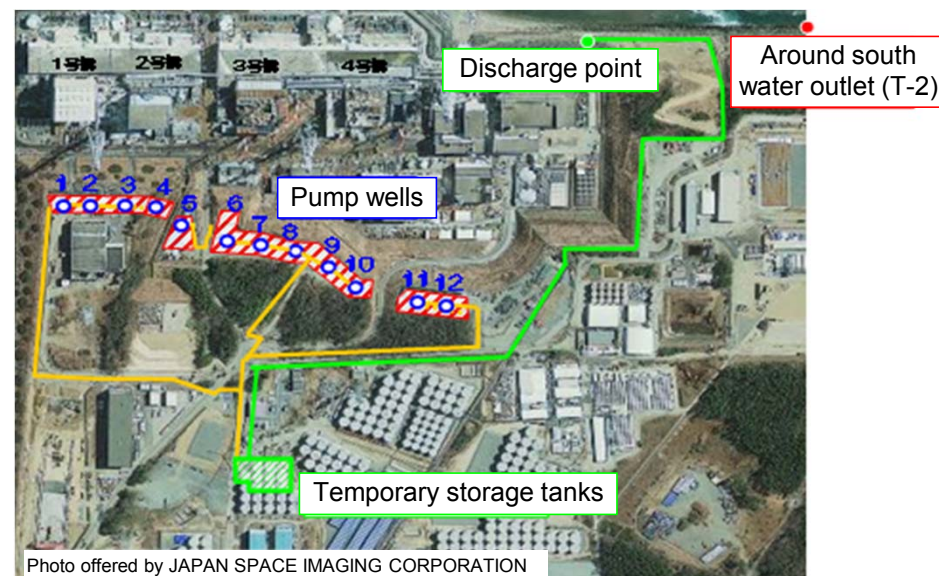 1号機 2号機 3号機 4号機
Discharge point
Around south
water outlet (T-2)
Pump wells
1 2 3 4
5
6
7
8
9
10
11 12
Temporary storage tanks
Photo offered by JAPAN SPACE IMAGING CORPORATION